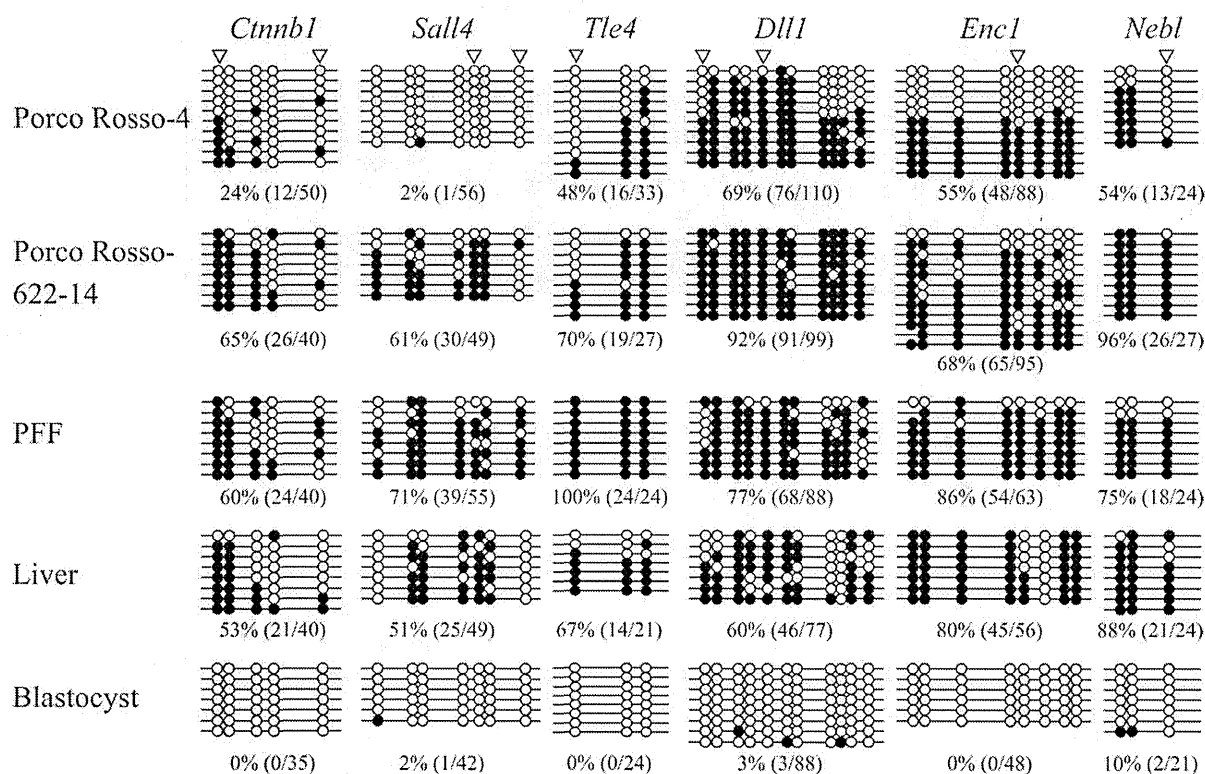 Ctnnb1 Sall4 Tle4 Dll1 Enc1 Nebl
Porco Rosso-4
24% (12/50) 2% (1/56) 48% (16/33) 69% (76/110) 55% (48/88) 54% (13/24)
Porco Rosso-
622-14
65% (26/40) 61% (30/49) 70% (19/27) 92% (91/99) 68% (65/95) 96% (26/27)
PFF
60% (24/40) 71% (39/55) 100% (24/24) 77% (68/88) 86% (54/63) 75% (18/24)
Liver
53% (21/40) 51% (25/49) 67% (14/21) 60% (46/77) 80% (45/56) 88% (21/24)
Blastocyst
0% (0/35) 2% (1/42) 0% (0/24) 3% (3/88) 0% (0/48) 10% (2/21)